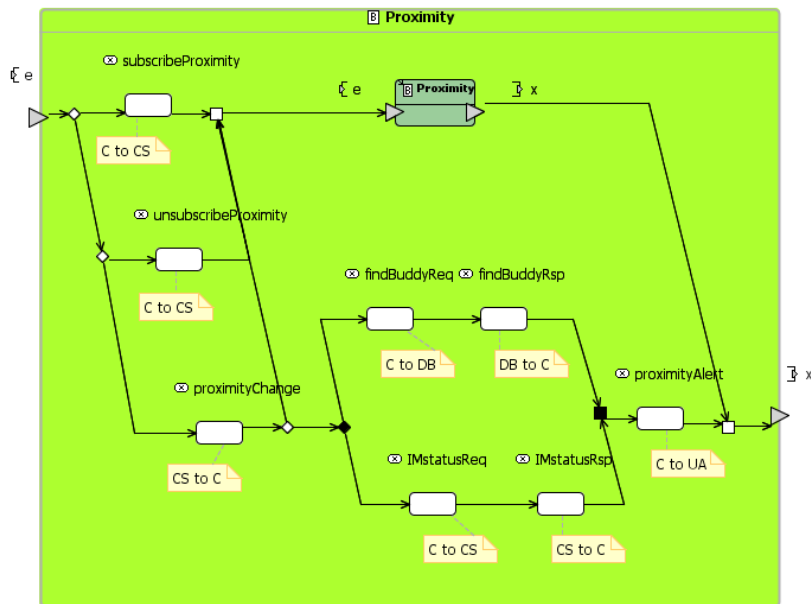 B Proximity
subscribeProximity
e
e
B Proximity
x
C to CS
unsubscribeProximity
C to CS
findBuddyReq
findBuddyRsp
C to DB
DB to C
proximityAlert
x
proximityChange
CS to C
C to UA
IMstatusReq
IMstatusRsp
C to CS
CS to C